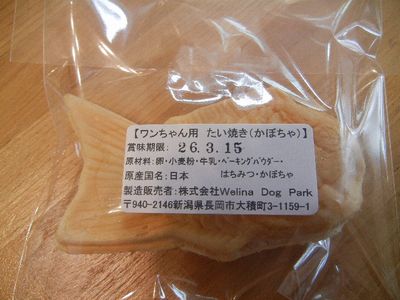 【ワンちゃん用 たい焼き(かぼちゃ)】
賞味期限: 26.3.15
原材料:卵・小麦粉・牛乳・ベーキングパウダー・
原産国名:日本 はちみつ・かぼちゃ
製造販売者:株式会社Welina Dog Park
〒940-2146新潟県長岡市大積町3-1159-1